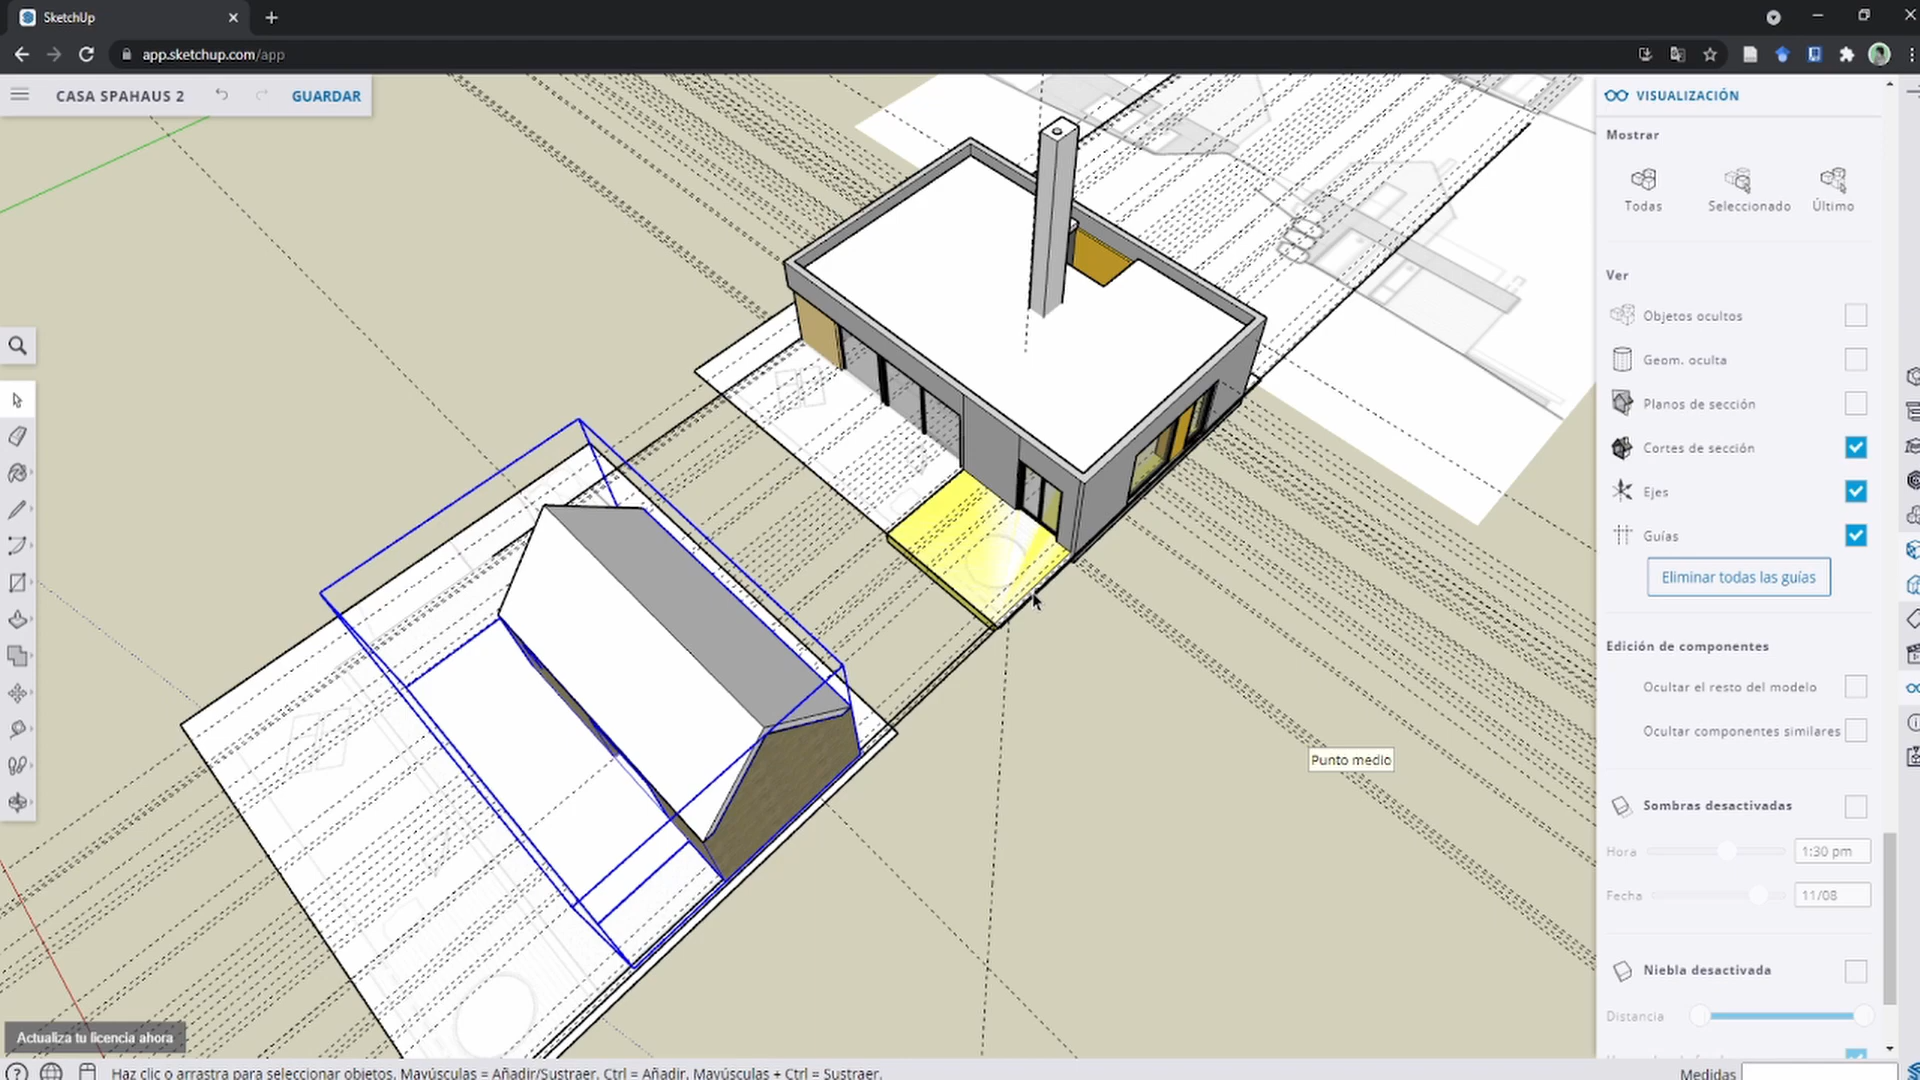 SketchUp
app.sketchup.com/app
CASA SPAHAUS 2
GUARDAR
VISUALIZACIÓN
Mostrar
Todas
Seleccionado
Último
Ver
Objetos ocultos
Geom. oculta
Planos de sección
Cortes de sección
Ejes
Guías
Eliminar todas las guías
Edición de componentes
Ocultar el resto del modelo
Ocultar componentes similares
Punto medio
Sombras desactivadas
Hora 1:30 pm
Fecha 11/08
Niebla desactivada
Distancia
Actualiza tu licencia ahora
Haz clic o arrastra para seleccionar objetos. Mayúsculas = Añadir/Sustraer. Ctrl = Añadir. Mayúsculas + Ctrl = Sustraer.
Medidas